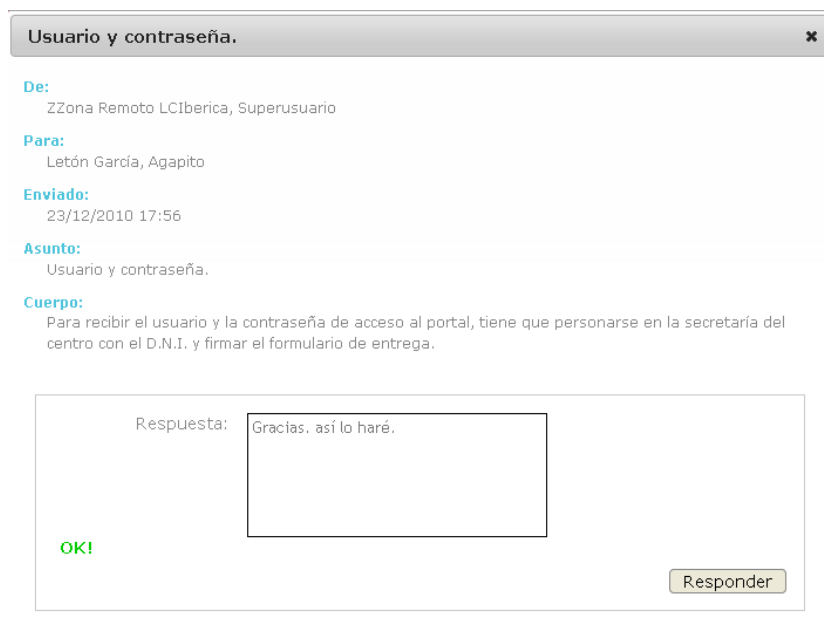 Usuario y contraseña.
De:
ZZona Remoto LCIberica, Superusuario
Para:
Letón García, Agapito
Enviado:
23/12/2010 17:56
Asunto:
Usuario y contraseña.
Cuerpo:
Para recibir el usuario y la contraseña de acceso al portal, tiene que personarse en la secretaría del
centro con el D.N.I. y firmar el formulario de entrega.
Respuesta:
Gracias. así lo haré.
OK!
Responder